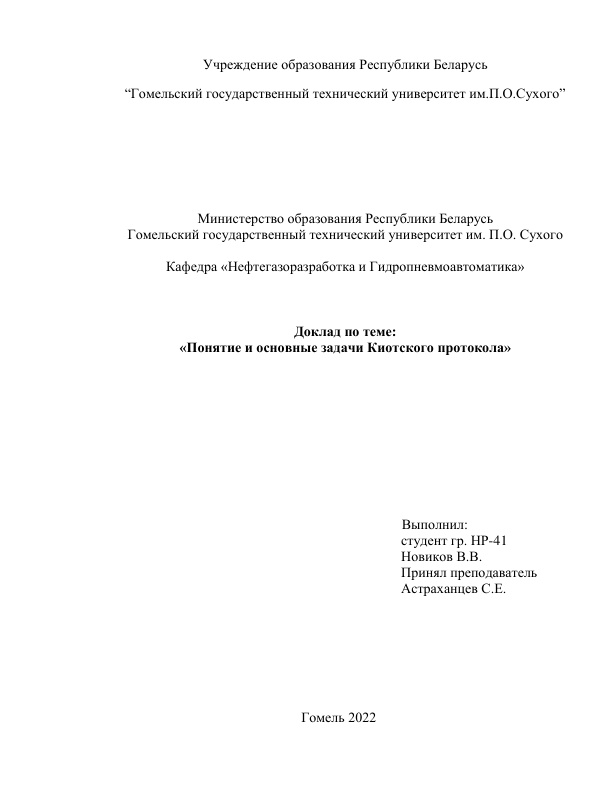 Учреждение образования Республики Беларусь
“Гомельский государственный технический университет им.П.О.Сухого”
Министерство образования Республики Беларусь
Гомельский государственный технический университет им. П.О. Сухого
Кафедра «Нефтегазоразработка и Гидропневмоавтоматика»
Доклад по теме:
«Понятие и основные задачи Киотского протокола»
Выполнил:
студент гр. НР-41
Новиков В.В.
Принял преподаватель
Астраханцев С.Е.
Гомель 2022